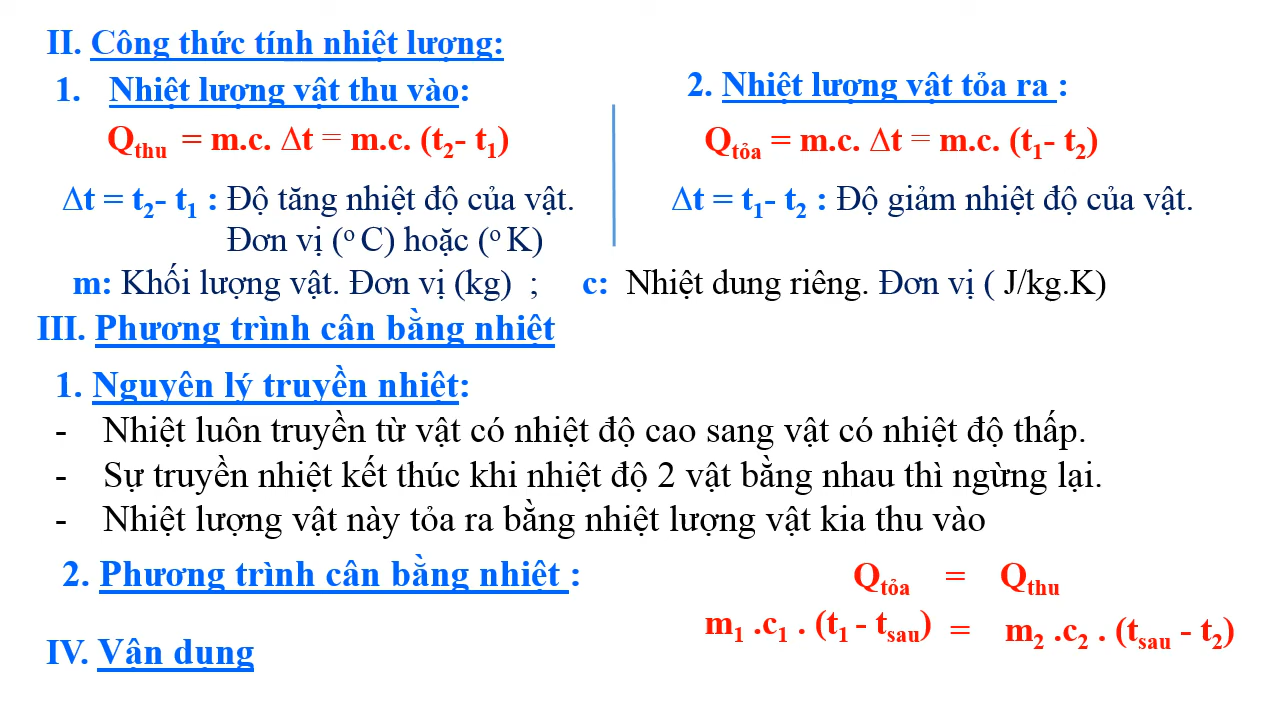 II. Công thức tính nhiệt lượng:
1. Nhiệt lượng vật thu vào:
Qthu = m.c. ∆t = m.c. (t2- t1)
∆t = t2- t1 : Độ tăng nhiệt độ của vật.
Đơn vị (o C) hoặc (o K)
2. Nhiệt lượng vật tỏa ra :
Qtỏa = m.c. ∆t = m.c. (t1- t2)
∆t = t1- t2 : Độ giảm nhiệt độ của vật.
m: Khối lượng vật. Đơn vị (kg) ; c: Nhiệt dung riêng. Đơn vị ( J/kg.K)
III. Phương trình cân bằng nhiệt
1. Nguyên lý truyền nhiệt:
- Nhiệt luôn truyền từ vật có nhiệt độ cao sang vật có nhiệt độ thấp.
- Sự truyền nhiệt kết thúc khi nhiệt độ 2 vật bằng nhau thì ngừng lại.
- Nhiệt lượng vật này tỏa ra bằng nhiệt lượng vật kia thu vào
2. Phương trình cân bằng nhiệt :
Qtỏa = Qthu
m1 .c1 . (t1 - tsau) = m2 .c2 . (tsau - t2)
IV. Vận dụng